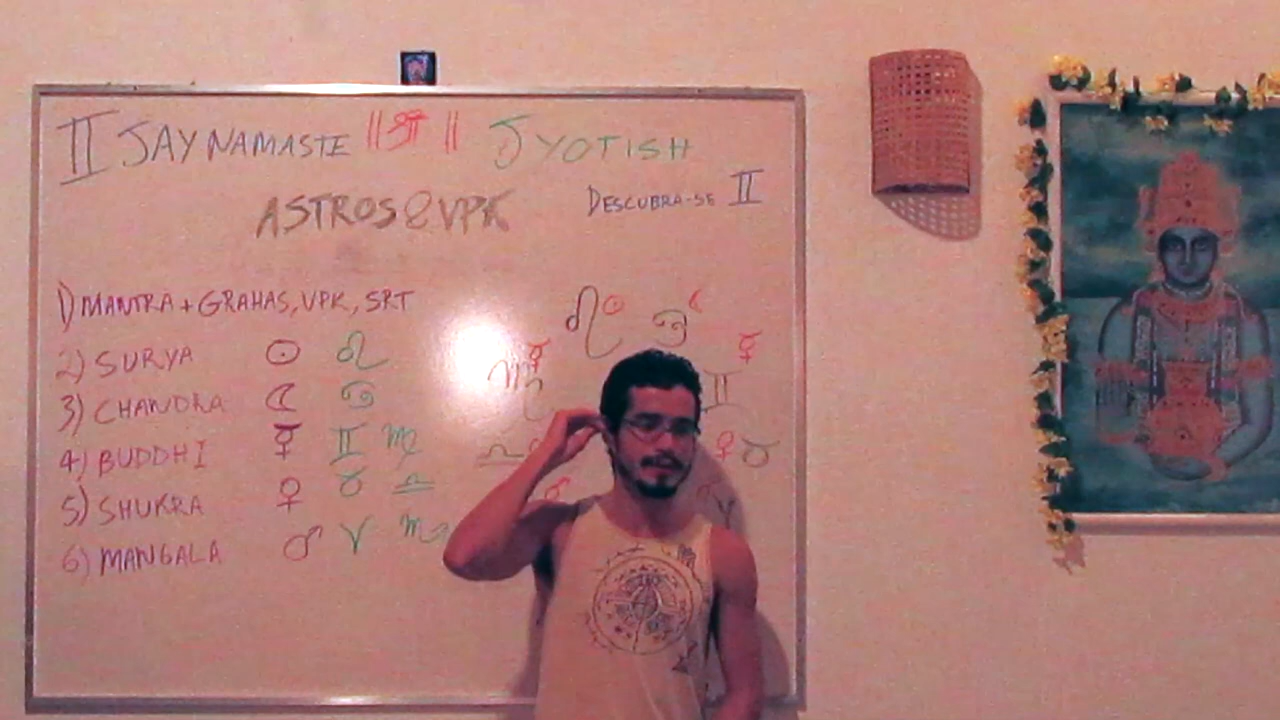 II JAY NAMASTE ||श्री|| JYOTISH
ASTROS & VPK DESCUBRA-SE II
1) MANTRA + GRAHAS, VPK, SRT
2) SURYA ☉ ♌
3) CHANDRA ☾ ♋
4) BUDDHI ☿ ♊ ♍
5) SHUKRA ♀ ♉ ♎
6) MANGALA ♂ ♈ ♏
♌ ☉ ♋ ☾
♍ ☿ ☿ ♊
♎ ♀ ♉
♂ ♂ ♈